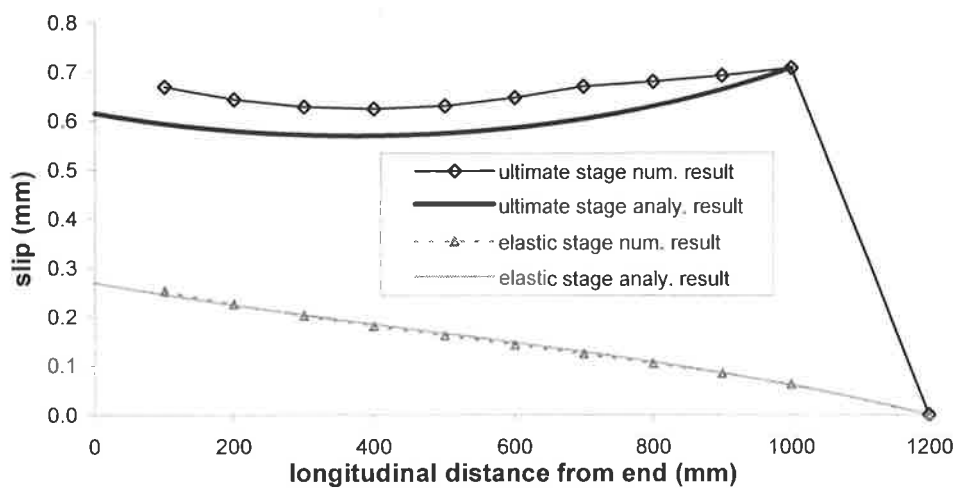 0.8
0.7
0.6
0.5
0.4
0.3
0.2
0.1
0.0
slip (mm)
ultimate stage num. result
ultimate stage analy. result
elastic stage num. result
elastic stage analy. result
0 200 400 600 800 1000 1200
longitudinal distance from end (mm)